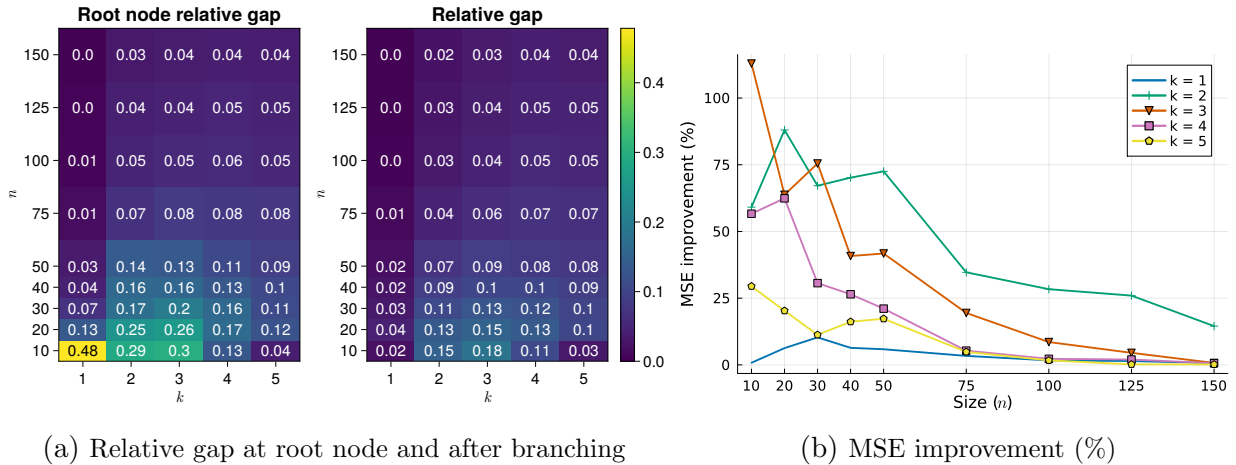 Root node relative gap
150 0.0 0.03 0.04 0.04 0.04
125 0.0 0.04 0.04 0.05 0.05
100 0.01 0.05 0.05 0.06 0.05
n
75 0.01 0.07 0.08 0.08 0.08
50 0.03 0.14 0.13 0.11 0.09
40 0.04 0.16 0.16 0.13 0.1
30 0.07 0.17 0.2 0.16 0.11
20 0.13 0.25 0.26 0.17 0.12
10 0.48 0.29 0.3 0.13 0.04
1 2 3 4 5
k
Relative gap
150 0.0 0.02 0.03 0.04 0.04
125 0.0 0.03 0.04 0.05 0.05
100 0.0 0.03 0.04 0.05 0.05
n
75 0.01 0.04 0.06 0.07 0.07
50 0.02 0.07 0.09 0.08 0.08
40 0.02 0.09 0.1 0.1 0.09
30 0.03 0.11 0.13 0.12 0.1
20 0.04 0.13 0.15 0.13 0.1
10 0.02 0.15 0.18 0.11 0.03
1 2 3 4 5
k
0.4
0.3
0.2
0.1
0.0
(a) Relative gap at root node and after branching
MSE improvement (%)
100
75
50
25
0
k = 1
k = 2
k = 3
k = 4
k = 5
10 20 30 40 50 75 100 125 150
Size (n)
(b) MSE improvement (%)